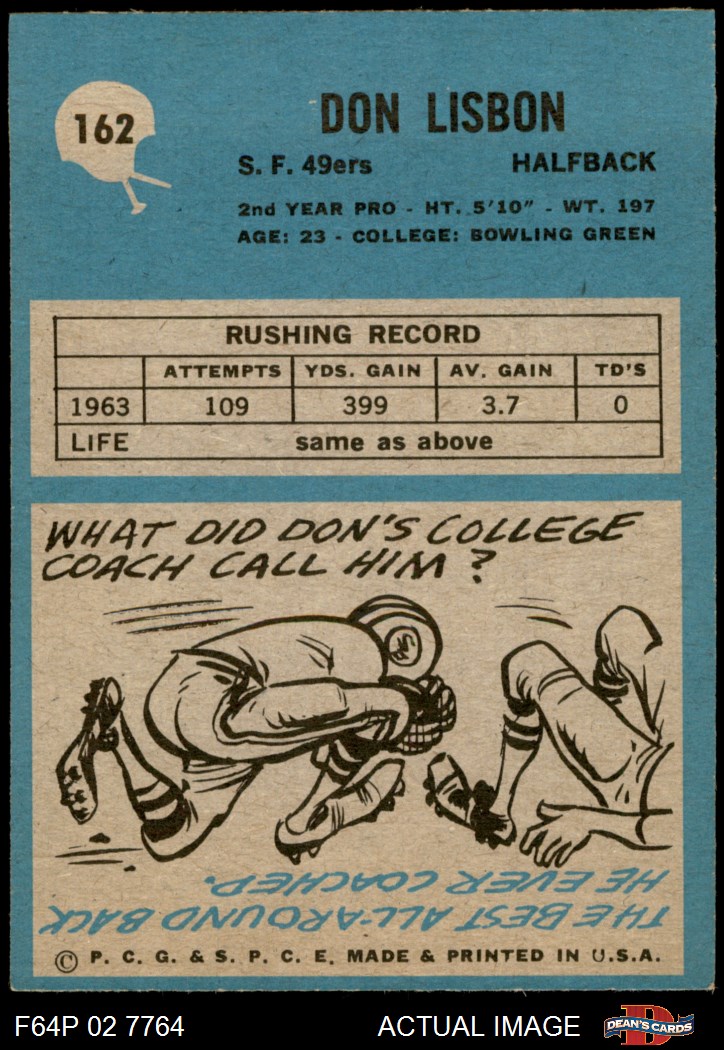 162
DON LISBON
S. F. 49ers HALFBACK
2nd YEAR PRO - HT. 5'10" - WT. 197
AGE: 23 - COLLEGE: BOWLING GREEN
RUSHING RECORD
ATTEMPTS YDS. GAIN AV. GAIN TD'S
1963 109 399 3.7 0
LIFE same as above
WHAT DID DON'S COLLEGE
COACH CALL HIM?
SF
THE BEST ALL-AROUND BACK
HE EVER COACHED.
© P. C. G. & S. P. C. E. MADE & PRINTED IN U.S.A.
F64P 02 7764 ACTUAL IMAGE
D
DEAN'S CARDS